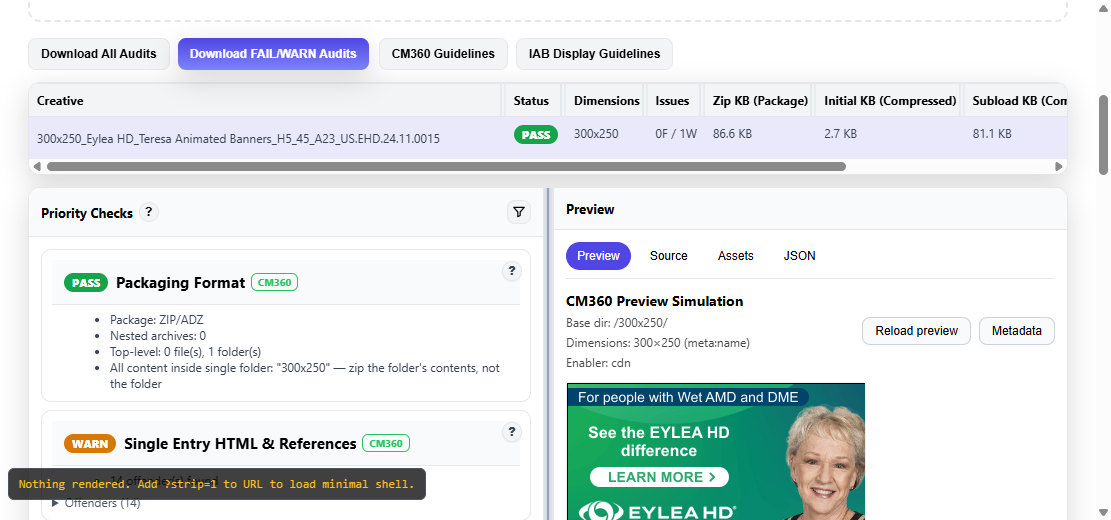 Download All Audits
Download FAIL/WARN Audits
CM360 Guidelines
IAB Display Guidelines
Creative
Status
Dimensions
Issues
Zip KB (Package)
Initial KB (Compressed)
Subload KB (Com
300x250_Eylea HD_Teresa Animated Banners_H5_45_A23_US.EHD.24.11.0015
PASS
300x250
0F / 1W
86.6 KB
2.7 KB
81.1 KB
Priority Checks
?
PASS
Packaging Format
CM360
?
Package: ZIP/ADZ
Nested archives: 0
Top-level: 0 file(s), 1 folder(s)
All content inside single folder: "300x250" — zip the folder's contents, not
the folder
WARN
Single Entry HTML & References
CM360
?
Nothing rendered. Add ?strip=1 to URL to load minimal shell.
Offenders (14)
Preview
Preview
Source
Assets
JSON
CM360 Preview Simulation
Base dir: /300x250/
Dimensions: 300×250 (meta:name)
Enabler: cdn
Reload preview
Metadata
For people with Wet AMD and DME
See the EYLEA HD
difference
LEARN MORE >
EYLEA HD®